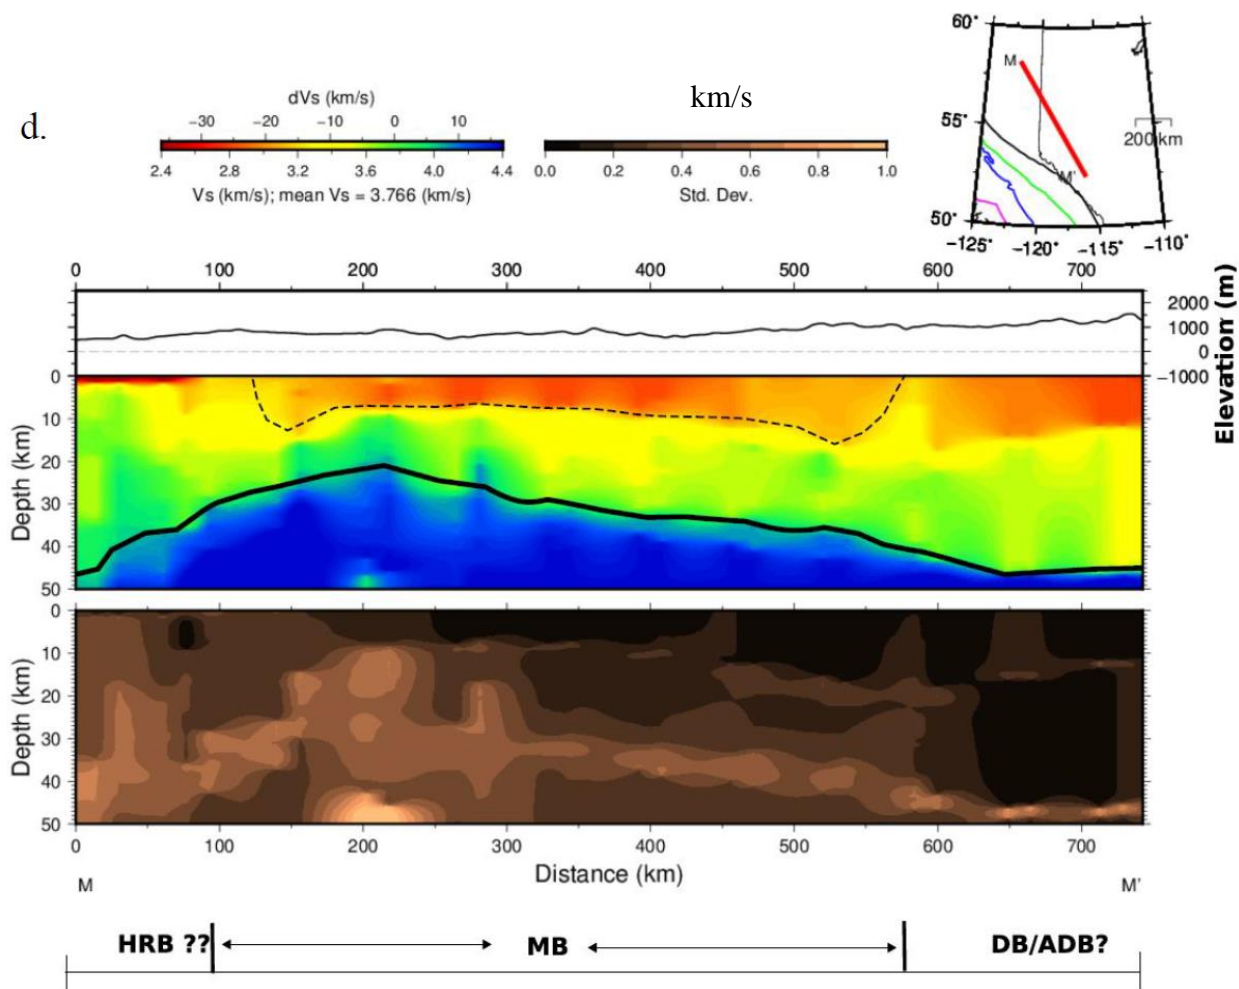 d.
dVs (km/s)
−30 −20 −10 0 10
2.4 2.8 3.2 3.6 4.0 4.4
Vs (km/s); mean Vs = 3.766 (km/s)
km/s
0.0 0.2 0.4 0.6 0.8 1.0
Std. Dev.
60°
55°
50°
−125° −120° −115° −110°
M
M'
200 km
0 100 200 300 400 500 600 700
2000
1000
0
−1000
Elevation (m)
0
10
20
30
40
50
Depth (km)
0
10
20
30
40
50
Depth (km)
0 100 200 300 400 500 600 700
Distance (km)
M M'
HRB ?? MB DB/ADB?